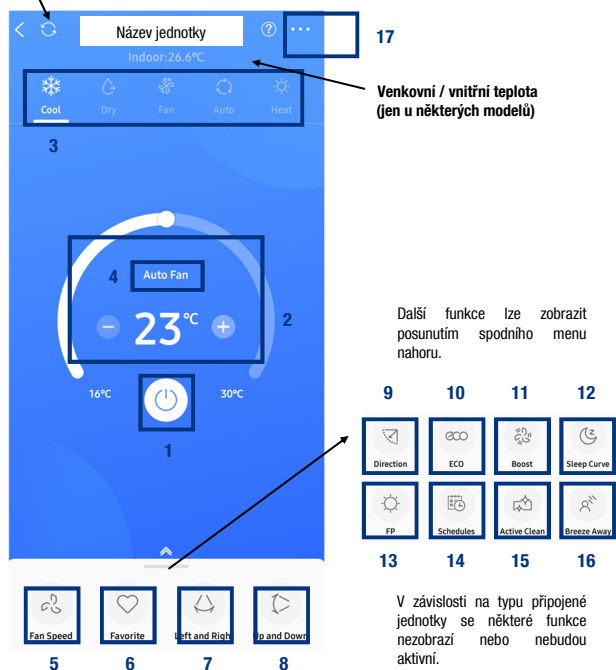 Název jednotky
17
Indoor:26.6°C
Venkovní / vnitřní teplota
(jen u některých modelů)
Cool Dry Fan Auto Heat
3
4 Auto Fan
23°C
2
16°C 30°C
1
Další funkce lze zobrazit
posunutím spodního menu
nahoru.
9 10 11 12
Direction ECO Boost Sleep Curve
FP Schedules Active Clean Breeze Away
13 14 15 16
V závislosti na typu připojené
jednotky se některé funkce
nezobrazí nebo nebudou
aktivní.
Fan Speed Favorite Left and Right Up and Down
5 6 7 8